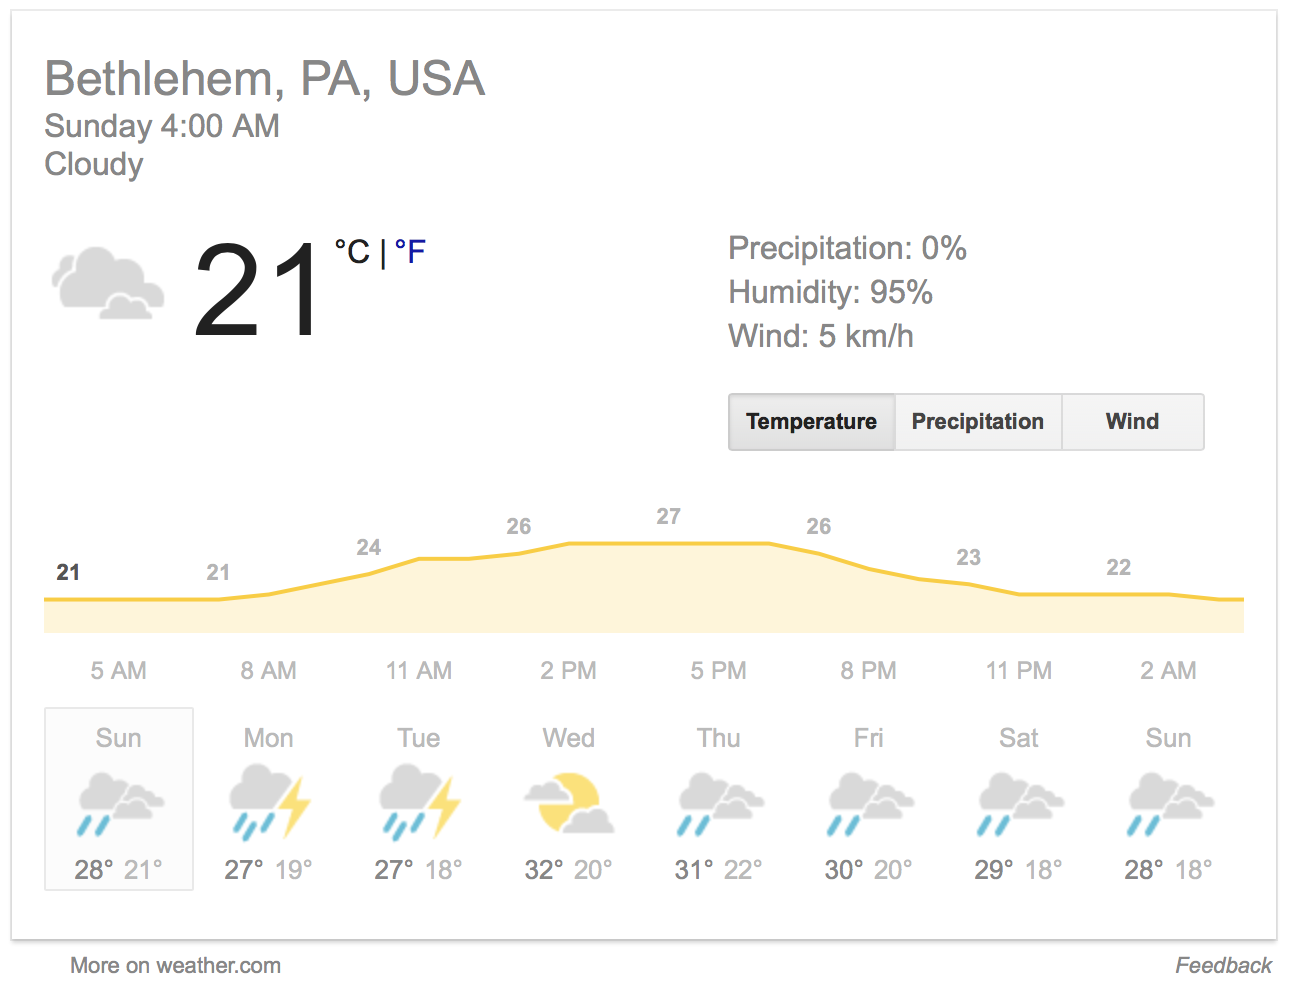 Bethlehem, PA, USA
Sunday 4:00 AM
Cloudy
21 °C | °F
Precipitation: 0%
Humidity: 95%
Wind: 5 km/h
Temperature Precipitation Wind
21 21 24 26 27 26 23 22
5 AM 8 AM 11 AM 2 PM 5 PM 8 PM 11 PM 2 AM
Sun Mon Tue Wed Thu Fri Sat Sun
28° 21° 27° 19° 27° 18° 32° 20° 31° 22° 30° 20° 29° 18° 28° 18°
More on weather.com Feedback